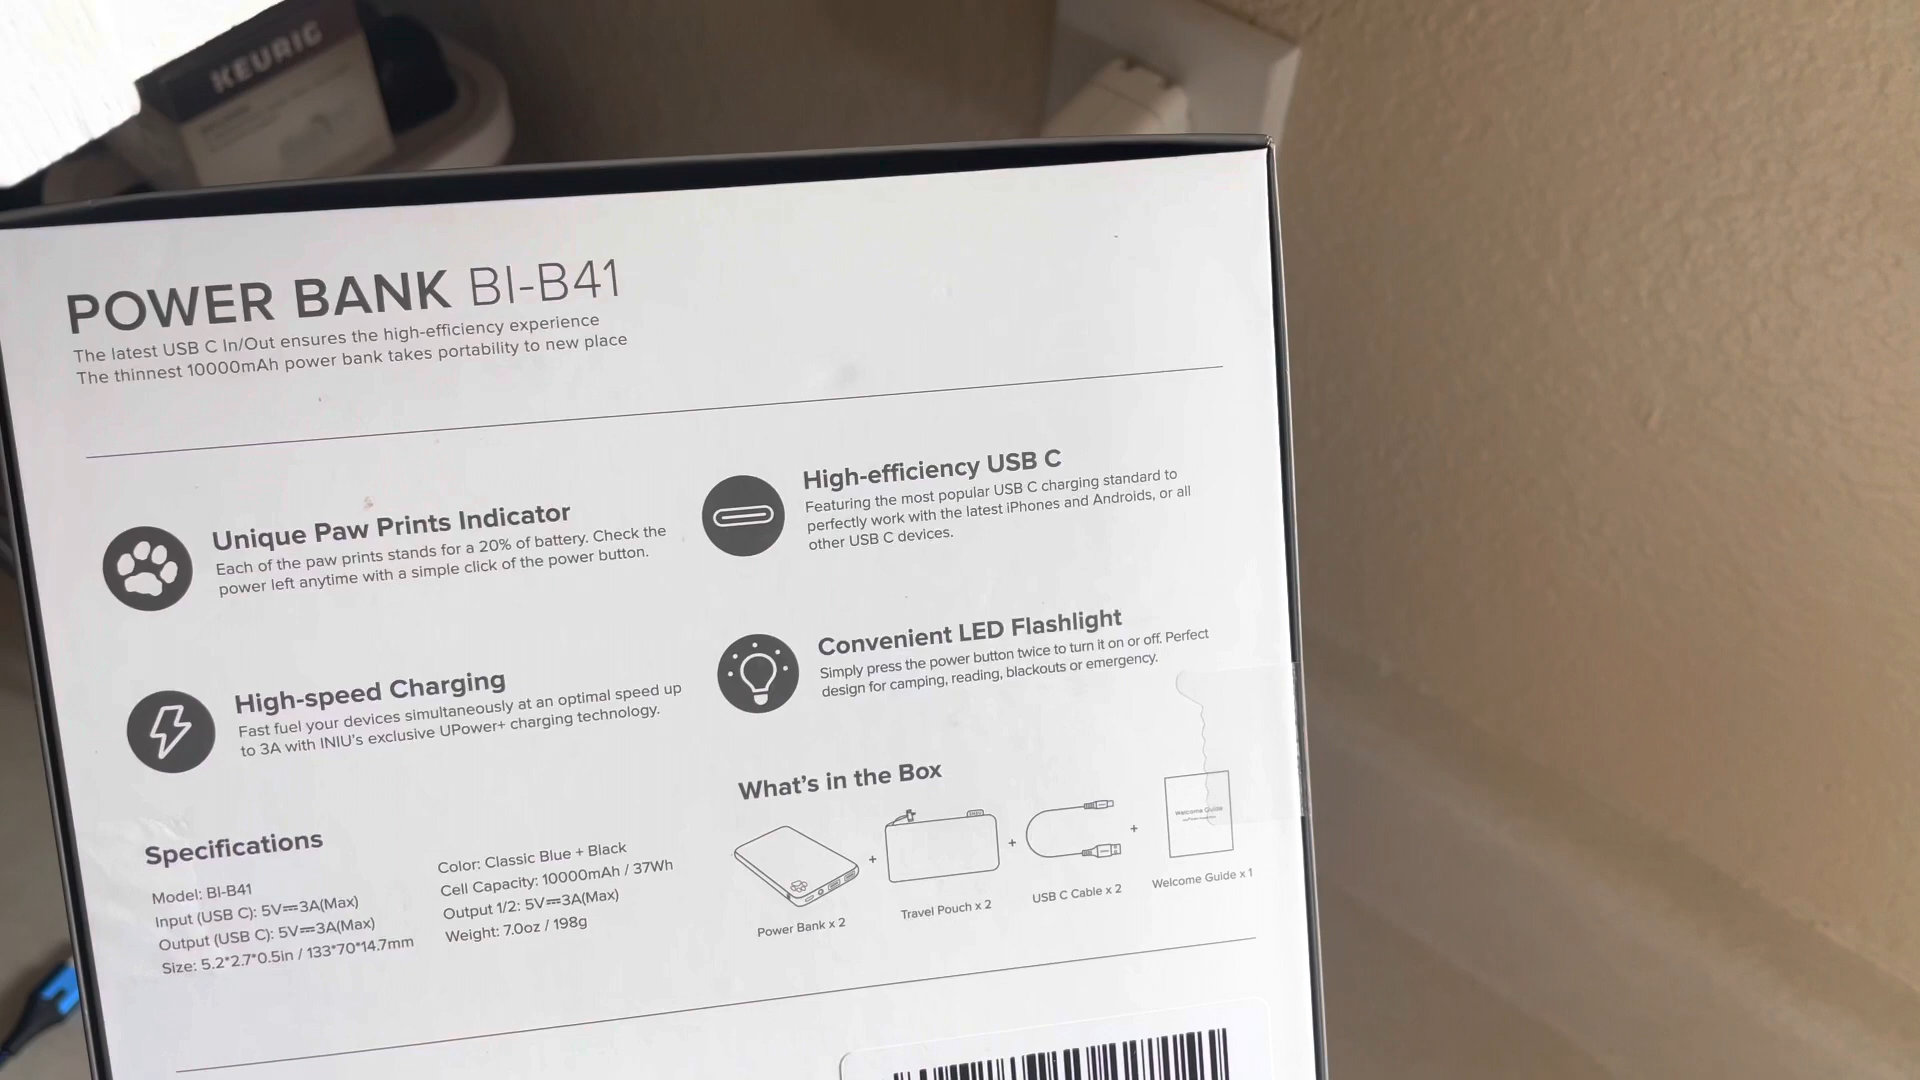 KEURIG
POWER BANK BI-B41
The latest USB C In/Out ensures the high-efficiency experience
The thinnest 10000mAh power bank takes portability to new place
Unique Paw Prints Indicator
Each of the paw prints stands for a 20% of battery. Check the
power left anytime with a simple click of the power button.
High-efficiency USB C
Featuring the most popular USB C charging standard to
perfectly work with the latest iPhones and Androids, or all
other USB C devices.
High-speed Charging
Fast fuel your devices simultaneously at an optimal speed up
to 3A with INIU's exclusive UPower+ charging technology.
Convenient LED Flashlight
Simply press the power button twice to turn it on or off. Perfect
design for camping, reading, blackouts or emergency.
Specifications
Model: BI-B41
Input (USB C): 5V⎓3A(Max)
Output (USB C): 5V⎓3A(Max)
Size: 5.2*2.7*0.5in / 133*70*14.7mm
Color: Classic Blue + Black
Cell Capacity: 10000mAh / 37Wh
Output 1/2: 5V⎓3A(Max)
Weight: 7.0oz / 198g
What's in the Box
Welcome Guide
+ + +
Power Bank x 2
Travel Pouch x 2
USB C Cable x 2
Welcome Guide x 1